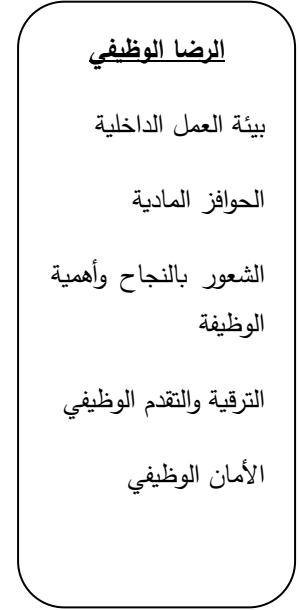 الرضا الوظيفي
بيئة العمل الداخلية
الحوافز المادية
الشعور بالنجاح وأهمية
الوظيفة
الترقية والتقدم الوظيفي
الأمان الوظيفي